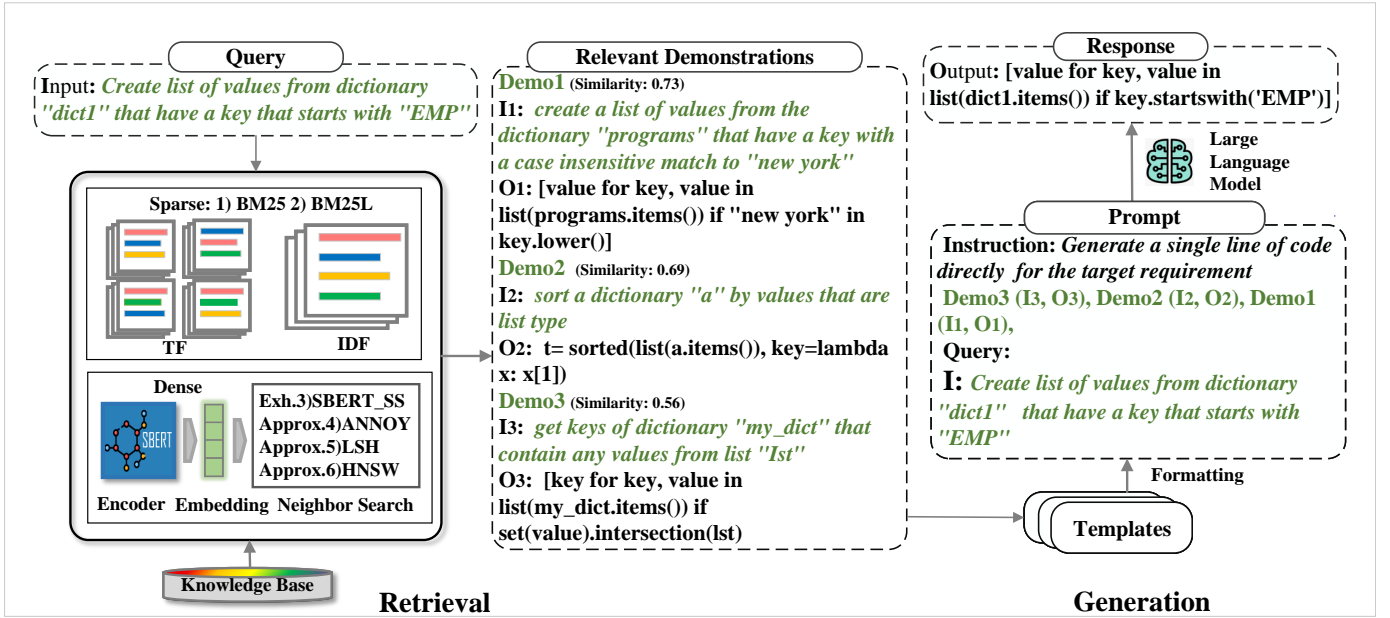 Query
Input: Create list of values from dictionary
"dict1" that have a key that starts with "EMP"
Sparse: 1) BM25 2) BM25L
TF
IDF
Dense
SBERT
Exh.3)SBERT_SS
Approx.4)ANNOY
Approx.5)LSH
Approx.6)HNSW
Encoder
Embedding
Neighbor Search
Knowledge Base
Retrieval
Relevant Demonstrations
Demo1 (Similarity: 0.73)
I1: create a list of values from the
dictionary "programs" that have a key with
a case insensitive match to "new york"
O1: [value for key, value in
list(programs.items()) if "new york" in
key.lower()]
Demo2 (Similarity: 0.69)
I2: sort a dictionary "a" by values that are
list type
O2: t= sorted(list(a.items()), key=lambda
x: x[1])
Demo3 (Similarity: 0.56)
I3: get keys of dictionary "my_dict" that
contain any values from list "Ist"
O3: [key for key, value in
list(my_dict.items()) if
set(value).intersection(lst)
Response
Output: [value for key, value in
list(dict1.items()) if key.startswith('EMP')]
Large
Language
Model
Prompt
Instruction: Generate a single line of code
directly for the target requirement
Demo3 (I3, O3), Demo2 (I2, O2), Demo1
(I1, O1),
Query:
I: Create list of values from dictionary
"dict1" that have a key that starts with
"EMP"
Formatting
Templates
Generation